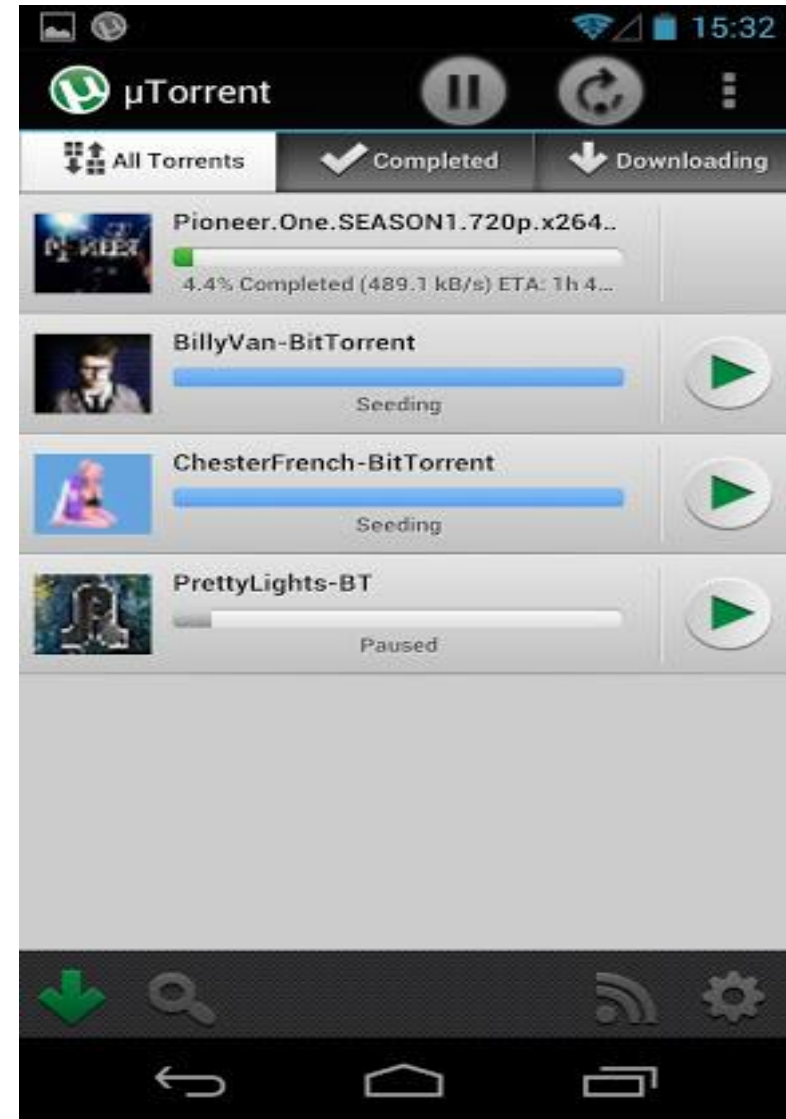 15:32
µTorrent
All Torrents Completed Downloading
Pioneer.One.SEASON1.720p.x264..
4.4% Completed (489.1 kB/s) ETA: 1h 4...
BillyVan-BitTorrent
Seeding
ChesterFrench-BitTorrent
Seeding
PrettyLights-BT
Paused